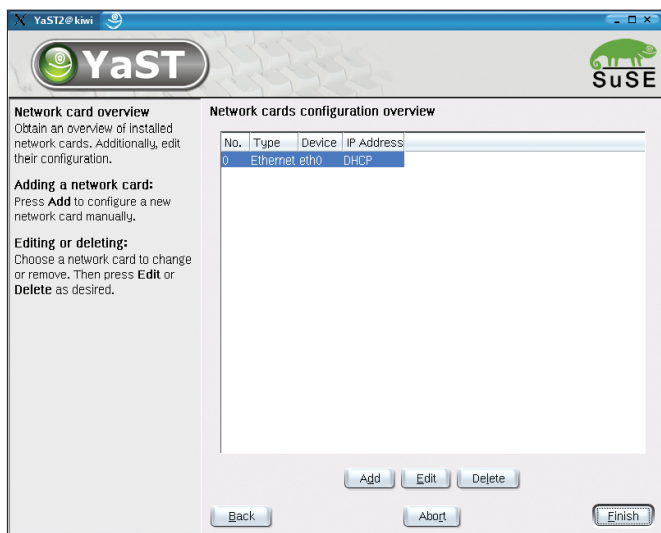 YaST2@kiwi
YaST
SuSE
Network card overview
Obtain an overview of installed
network cards. Additionally, edit
their configuration.
Adding a network card:
Press Add to configure a new
network card manually.
Editing or deleting:
Choose a network card to change
or remove. Then press Edit or
Delete as desired.
Network cards configuration overview
No. Type Device IP Address
0 Ethernet eth0 DHCP
Add Edit Delete
Back Abort Finish